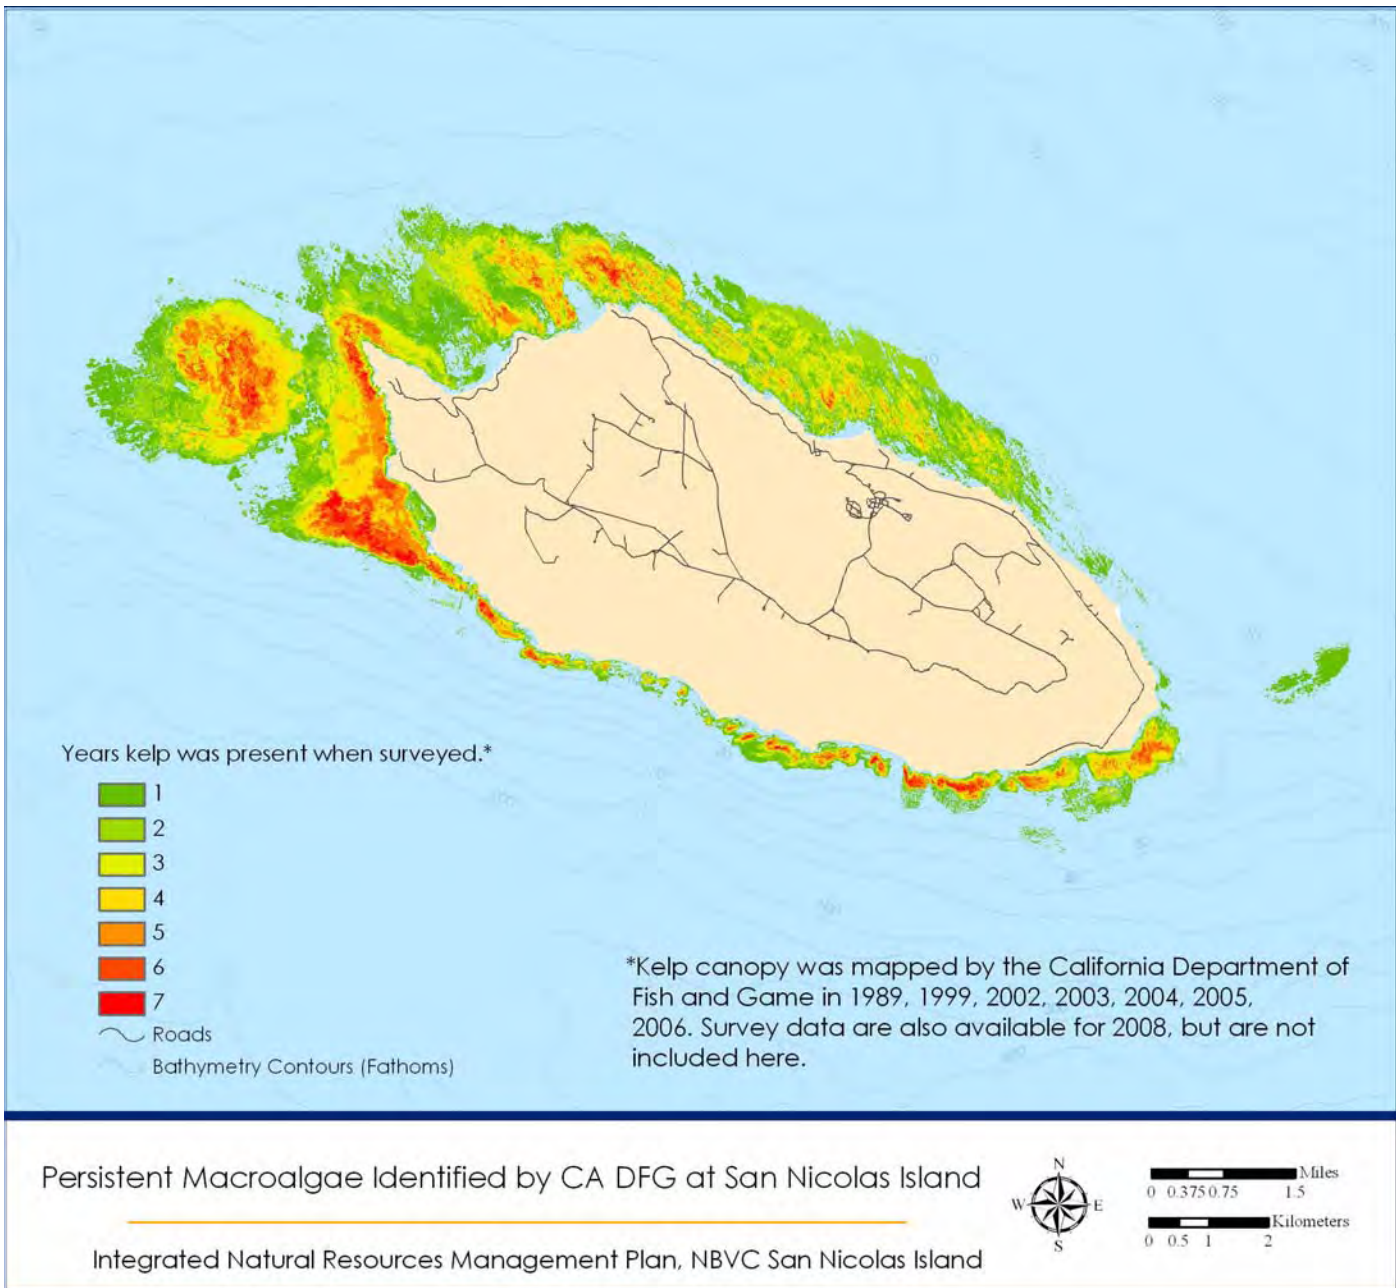 Years kelp was present when surveyed.*
1
2
3
4
5
6
7
Roads
Bathymetry Contours (Fathoms)
*Kelp canopy was mapped by the California Department of
Fish and Game in 1989, 1999, 2002, 2003, 2004, 2005,
2006. Survey data are also available for 2008, but are not
included here.
Persistent Macroalgae Identified by CA DFG at San Nicolas Island
Integrated Natural Resources Management Plan, NBVC San Nicolas Island
N
W E
S
Miles
0 0.375 0.75 1.5
Kilometers
0 0.5 1 2